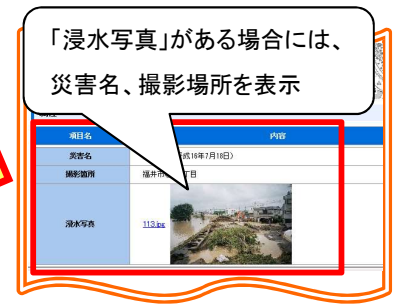 「浸水写真」がある場合には、
災害名、撮影場所を表示
項目名 内容
災害名 成16年7月18日）
撮影箇所 福井市 丁目
浸水写真 113.jpg